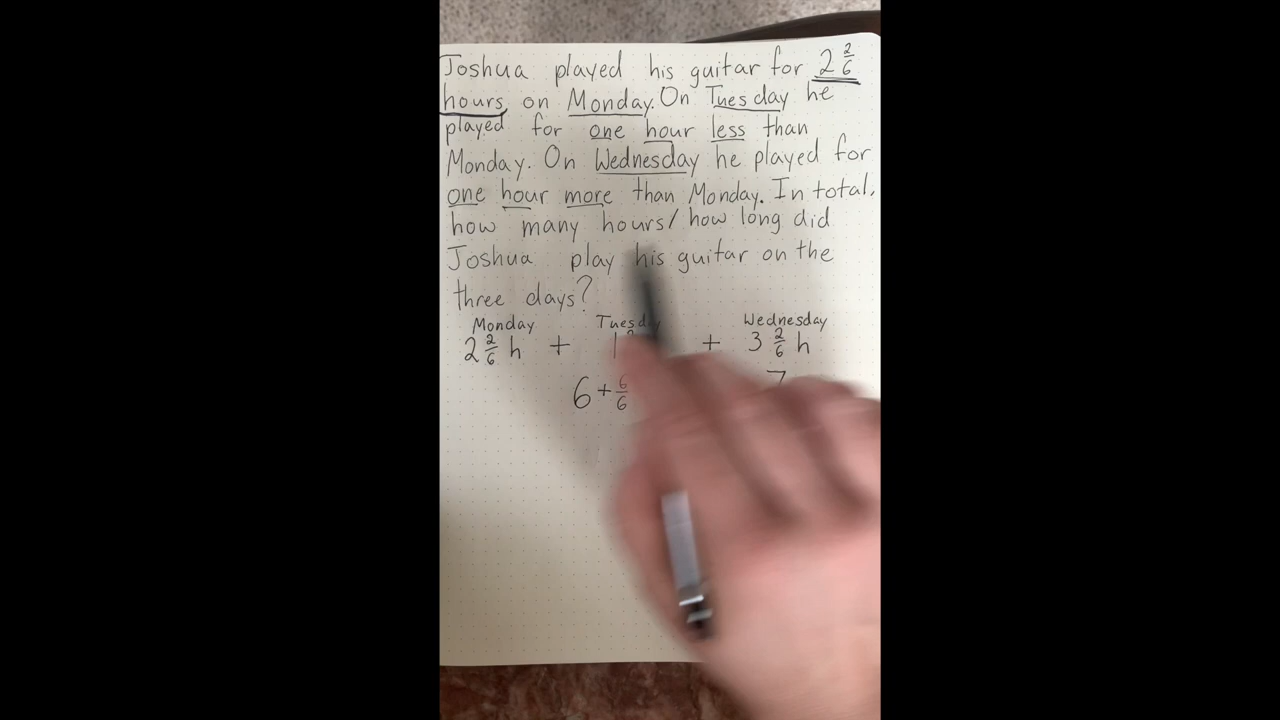 Joshua played his guitar for 2 2/6
hours on Monday. On Tuesday he
played for one hour less than
Monday. On Wednesday he played for
one hour more than Monday. In total,
how many hours/how long did
Joshua play his guitar on the
three days?
Monday Tuesday Wednesday
2 2/6 h + 1 + 3 2/6 h
6 + 6/6